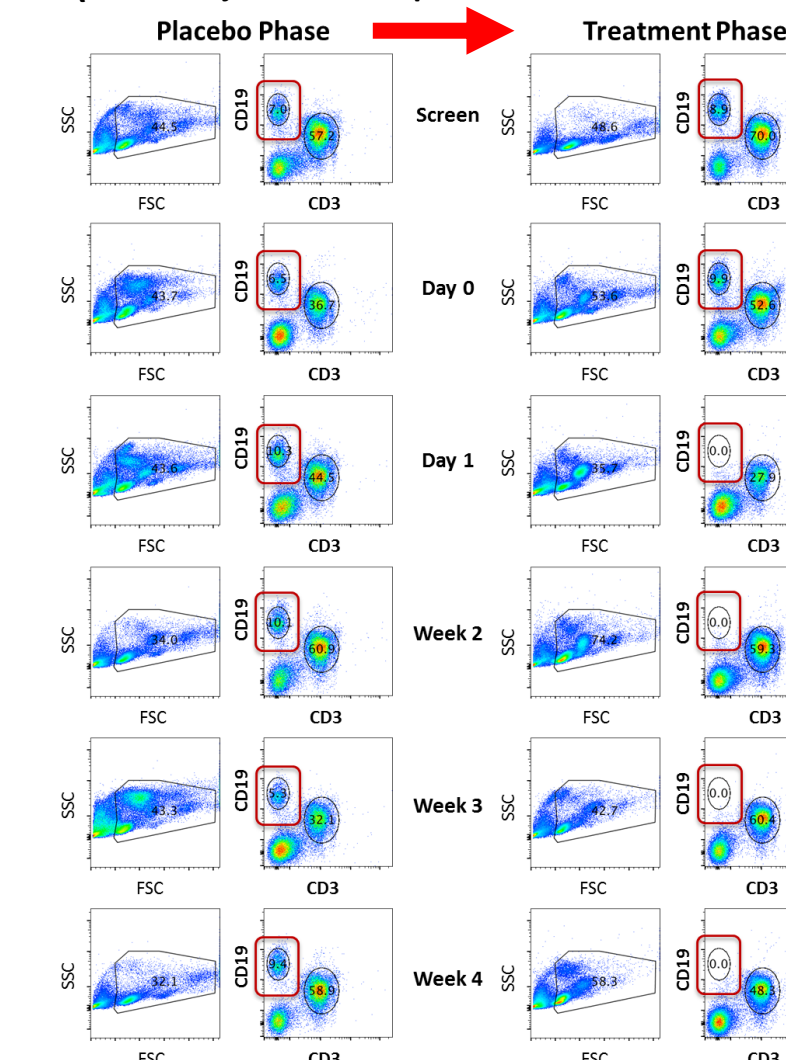 Placebo Phase
Treatment Phase
SSC
44.5
FSC
CD19
7.0
57.2
CD3
Screen
SSC
48.6
FSC
CD19
8.9
70.0
CD3
SSC
43.7
FSC
CD19
6.5
36.7
CD3
Day 0
SSC
53.6
FSC
CD19
9.9
52.6
CD3
SSC
43.6
FSC
CD19
10.3
44.5
CD3
Day 1
SSC
35.7
FSC
CD19
0.0
27.9
CD3
SSC
34.0
FSC
CD19
10.1
60.9
CD3
Week 2
SSC
74.2
FSC
CD19
0.0
59.3
CD3
SSC
43.3
FSC
CD19
5.3
32.1
CD3
Week 3
SSC
42.7
FSC
CD19
0.0
60.4
CD3
SSC
32.1
FSC
CD19
9.4
58.9
CD3
Week 4
SSC
58.3
FSC
CD19
0.0
48.3
CD3